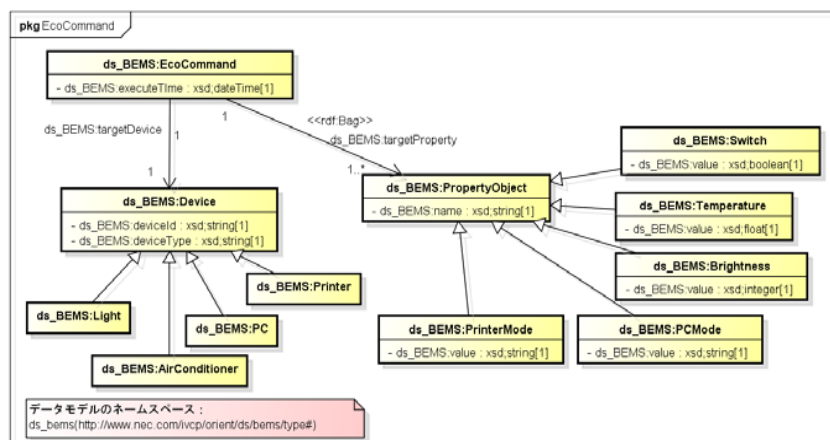 pkg EcoCommand
ds_BEMS:EcoCommand
- ds_BEMS:executeTIme : xsd;dateTime[1]
<<rdf:Bag>>
ds_BEMS:targetDevice
1
1
ds_BEMS:targetProperty
1
1..*
ds_BEMS:Switch
- ds_BEMS:value : xsd;boolean[1]
ds_BEMS:Device
- ds_BEMS:deviceId : xsd;string[1]
- ds_BEMS:deviceType : xsd;string[1]
ds_BEMS:PropertyObject
- ds_BEMS:name : xsd;string[1]
ds_BEMS:Temperature
- ds_BEMS:value : xsd;float[1]
ds_BEMS:Brightness
- ds_BEMS:value : xsd;integer[1]
ds_BEMS:Printer
ds_BEMS:Light
ds_BEMS:PC
ds_BEMS:AirConditioner
ds_BEMS:PrinterMode
- ds_BEMS:value : xsd;string[1]
ds_BEMS:PCMode
- ds_BEMS:value : xsd;string[1]
データモデルのネームスペース：
ds_bems(http://www.nec.com/ivcp/orient/ds/bems/type#)